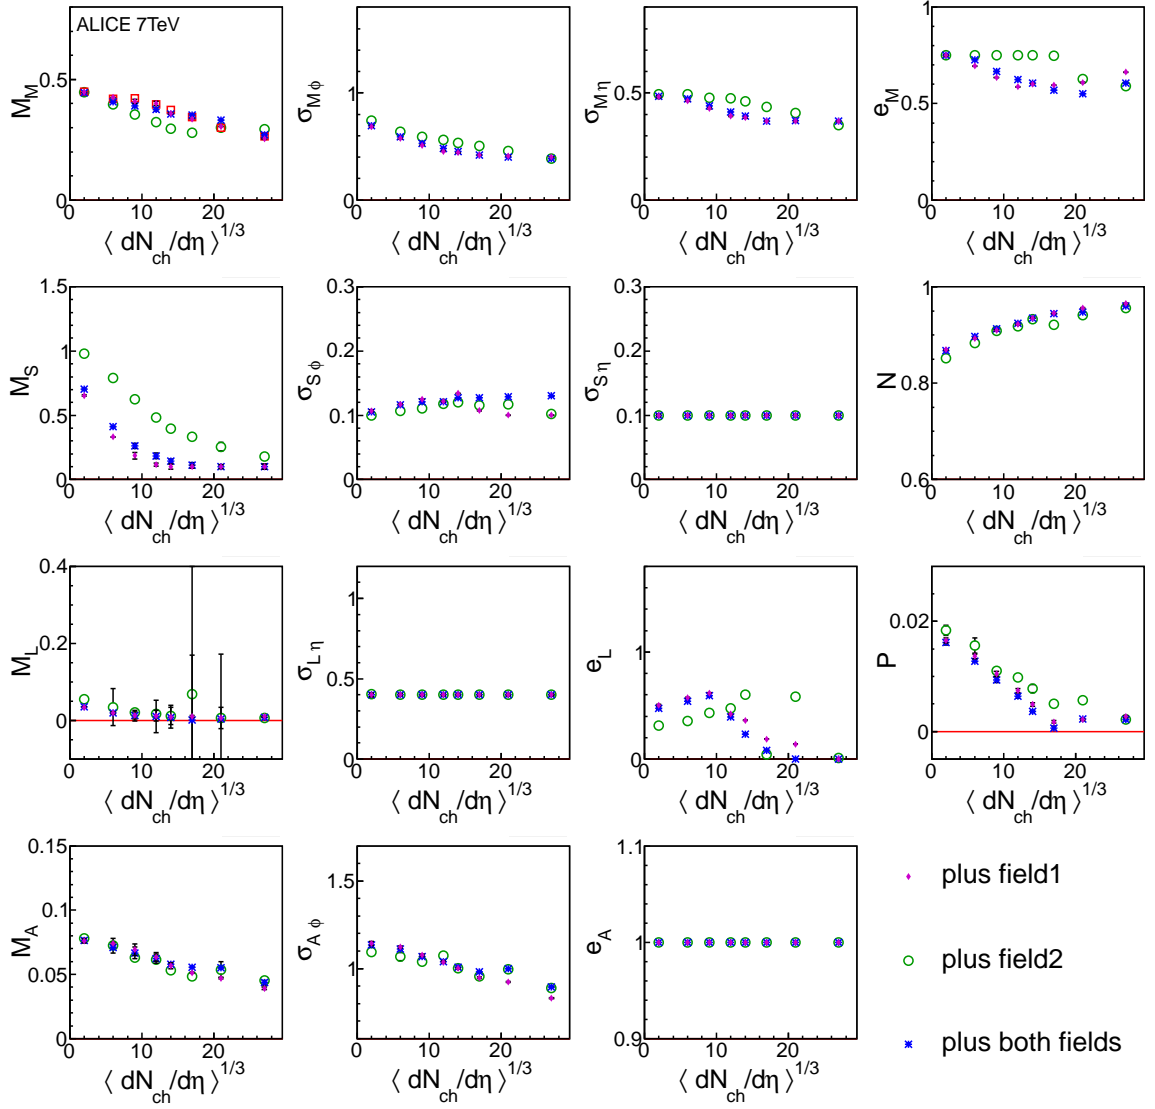 ALICE 7TeV
M_M
0.5
0
0 10 20
⟨ dN_ch/dη ⟩^1/3
σ_Mϕ
1
0
0 10 20
⟨ dN_ch/dη ⟩^1/3
σ_Mη
0.5
0
0 10 20
⟨ dN_ch/dη ⟩^1/3
e_M
0.5
0
0 10 20
⟨ dN_ch/dη ⟩^1/3
M_S
1.5
1
0.5
0
0 10 20
⟨ dN_ch/dη ⟩^1/3
σ_Sϕ
0.3
0.2
0.1
0
0 10 20
⟨ dN_ch/dη ⟩^1/3
σ_Sη
0.3
0.2
0.1
0
0 10 20
⟨ dN_ch/dη ⟩^1/3
N
1
0.8
0.6
0 10 20
⟨ dN_ch/dη ⟩^1/3
M_L
0.4
0.2
0
0 10 20
⟨ dN_ch/dη ⟩^1/3
σ_Lη
1
0.5
0
0 10 20
⟨ dN_ch/dη ⟩^1/3
e_L
1
0
0 10 20
⟨ dN_ch/dη ⟩^1/3
P
0.02
0
0 10 20
⟨ dN_ch/dη ⟩^1/3
M_A
0.15
0.1
0.05
0
0 10 20
⟨ dN_ch/dη ⟩^1/3
σ_Aϕ
1.5
1
0 10 20
⟨ dN_ch/dη ⟩^1/3
e_A
1.1
1
0.9
0 10 20
⟨ dN_ch/dη ⟩^1/3
plus field1
plus field2
plus both fields